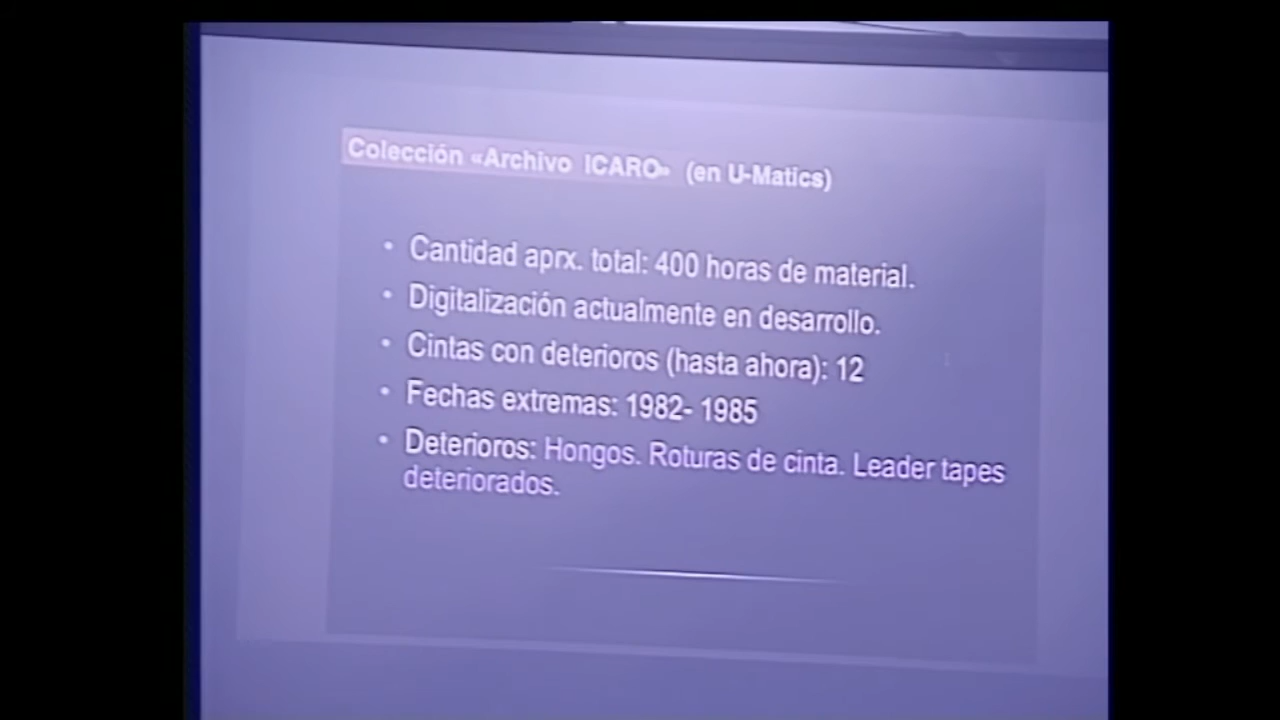 Colección «Archivo ICARO» (en U-Matics)
• Cantidad aprx. total: 400 horas de material.
• Digitalización actualmente en desarrollo.
• Cintas con deterioros (hasta ahora): 12
• Fechas extremas: 1982- 1985
• Deterioros: Hongos. Roturas de cinta. Leader tapes
deteriorados.